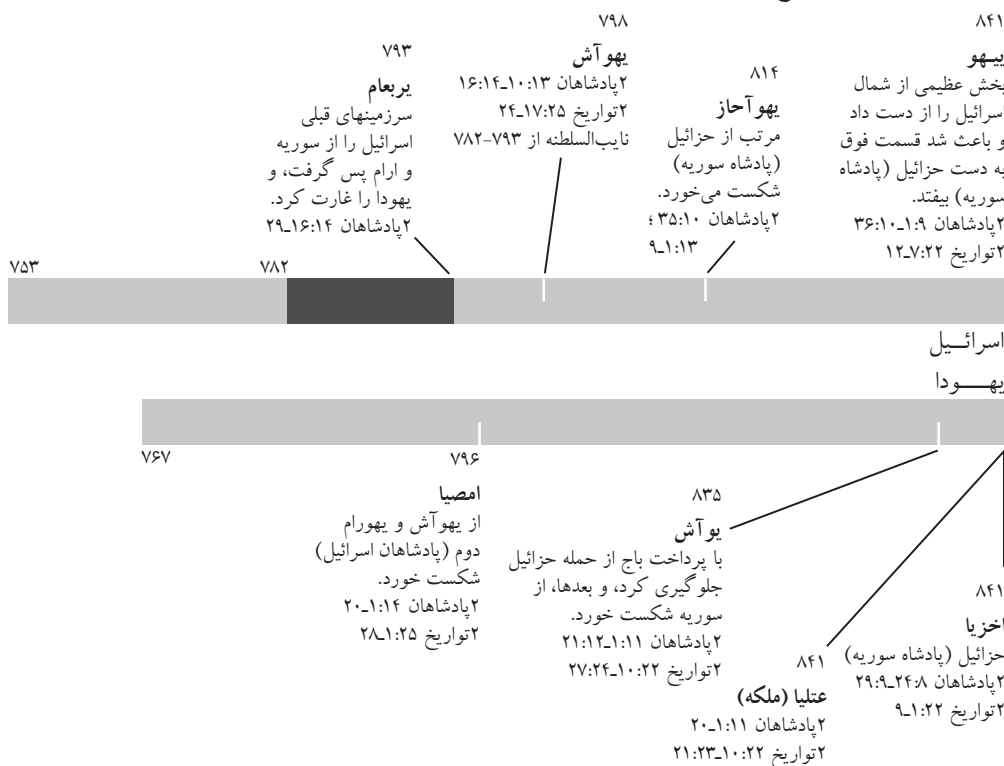 ۸۴۱
ییـهو
بخش عظیمی از شمال
اسرائیل را از دست داد
و باعث شد قسمت فوق
به دست حزائیل (پادشاه
سوریه) بیفتد.
۲پادشاهان ۱:۹ـ۳۶:۱۰
۲تواریخ ۷:۲۲ـ۱۲
۸۱۴
یهوآحاز
مرتب از حزائیل
(پادشاه سوریه)
شکست می‌خورد.
۲پادشاهان ۳۵:۱۰ ؛
۱:۱۳ـ۹
۷۹۸
یهوآش
۲پادشاهان ۱۰:۱۳ـ۱۶:۱۴
۲تواریخ ۱۷:۲۵ـ۲۴
نایب‌السلطنه از ۷۹۳-۷۸۲
۷۹۳
یربعام
سرزمینهای قبلی
اسرائیل را از سوریه
و ارام پس گرفت، و
یهودا را غارت کرد.
۲پادشاهان ۱۶:۱۴ـ۲۹
۷۸۲
۷۵۳
اسرائـــیل
یهـــــودا
۷۹۶
۷۶۷
۸۴۱
اخزیا
حزائیل (پادشاه سوریه)
۲پادشاهان ۲۴:۸ـ۲۹:۹
۲تواریخ ۱:۲۲ـ۹
۸۴۱
عتلیا (ملکه)
۲پادشاهان ۱:۱۱ـ۲۰
۲تواریخ ۱۰:۲۲ـ۲۱:۲۳
۸۳۵
یوآش
با پرداخت باج از حمله حزائیل
جلوگیری کرد، و بعدها، از
سوریه شکست خورد.
۲پادشاهان ۱:۱۱ـ۲۱:۱۲
۲تواریخ ۱۰:۲۲ـ۲۷:۲۴
امصیا
از یهوآش و یهورام
دوم (پادشاهان اسرائیل)
شکست خورد.
۲پادشاهان ۱:۱۴ـ۲۰
۲تواریخ ۱:۲۵ـ۲۸